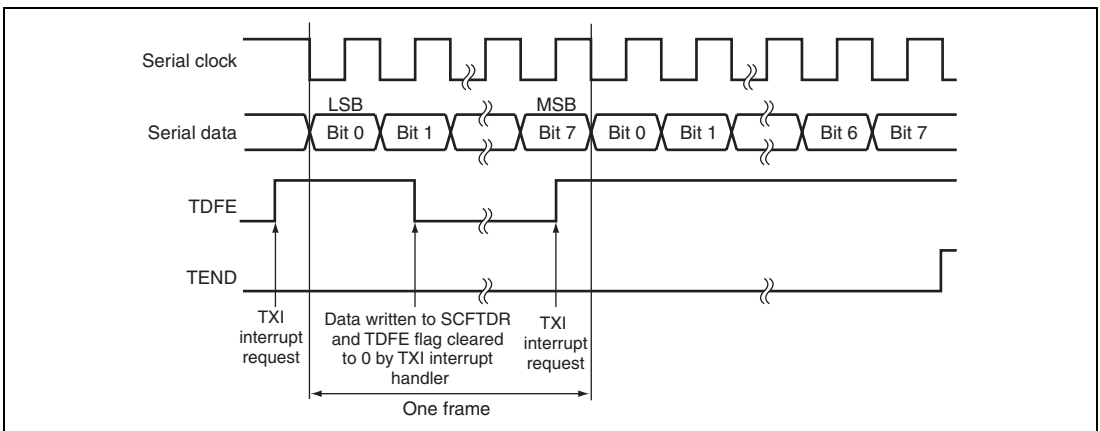 Serial clock
LSB
MSB
Serial data
Bit 0
Bit 1
Bit 7
Bit 0
Bit 1
Bit 6
Bit 7
TDFE
TEND
TXI
interrupt
request
Data written to SCFTDR
and TDFE flag cleared
to 0 by TXI interrupt
handler
TXI
interrupt
request
One frame